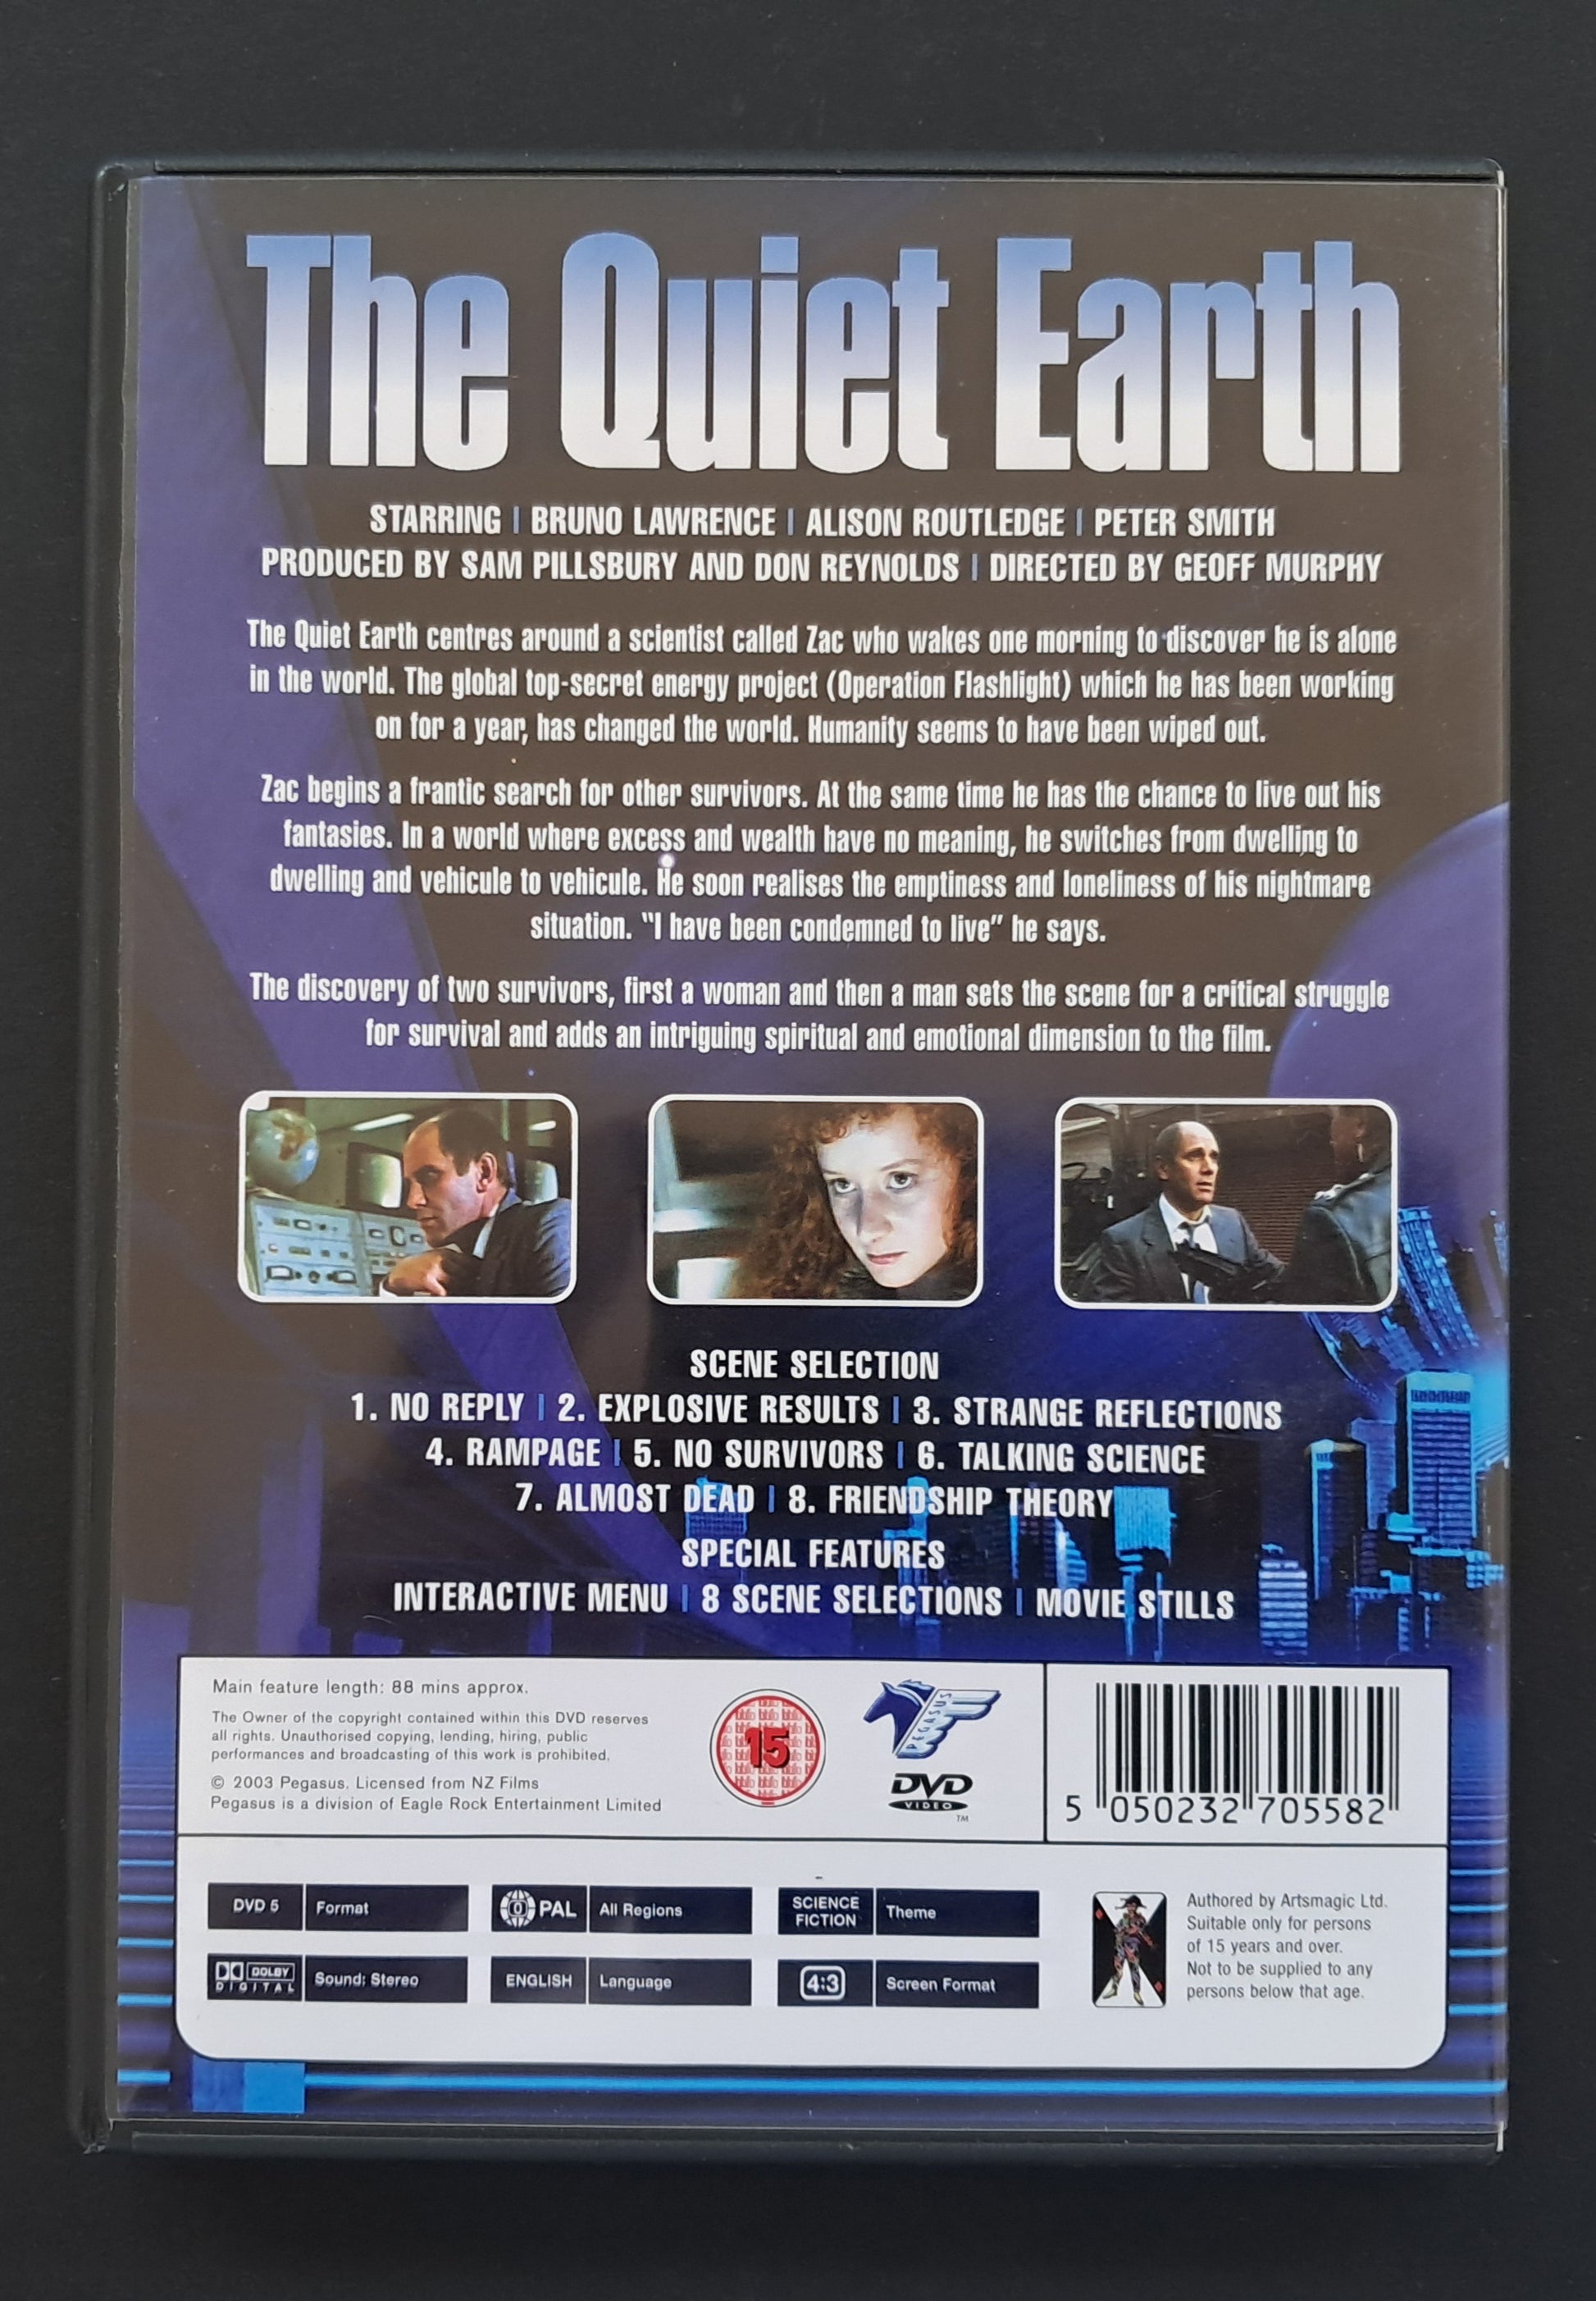 The Quiet Earth
STARRING | BRUNO LAWRENCE | ALISON ROUTLEDGE | PETER SMITH
PRODUCED BY SAM PILLSBURY AND DON REYNOLDS | DIRECTED BY GEOFF MURPHY
The Quiet Earth centres around a scientist called Zac who wakes one morning to discover he is alone
in the world. The global top-secret energy project (Operation Flashlight) which he has been working
on for a year, has changed the world. Humanity seems to have been wiped out.
Zac begins a frantic search for other survivors. At the same time he has the chance to live out his
fantasies. In a world where excess and wealth have no meaning, he switches from dwelling to
dwelling and vehicule to vehicule. He soon realises the emptiness and loneliness of his nightmare
situation. "I have been condemned to live" he says.
The discovery of two survivors, first a woman and then a man sets the scene for a critical struggle
for survival and adds an intriguing spiritual and emotional dimension to the film.
SCENE SELECTION
1. NO REPLY | 2. EXPLOSIVE RESULTS | 3. STRANGE REFLECTIONS
4. RAMPAGE | 5. NO SURVIVORS | 6. TALKING SCIENCE
7. ALMOST DEAD | 8. FRIENDSHIP THEORY
SPECIAL FEATURES
INTERACTIVE MENU | 8 SCENE SELECTIONS | MOVIE STILLS
Main feature length: 88 mins approx.
The Owner of the copyright contained within this DVD reserves
all rights. Unauthorised copying, lending, hiring, public
performances and broadcasting of this work is prohibited.
© 2003 Pegasus. Licensed from NZ Films
Pegasus is a division of Eagle Rock Entertainment Limited
15
PEGASUS
DVD
VIDEO
TM
5 050232 705582
DVD 5 Format
0 PAL All Regions
SCIENCE FICTION Theme
DOLBY DIGITAL Sound: Stereo
ENGLISH Language
4:3 Screen Format
Authored by Artsmagic Ltd.
Suitable only for persons
of 15 years and over.
Not to be supplied to any
persons below that age.